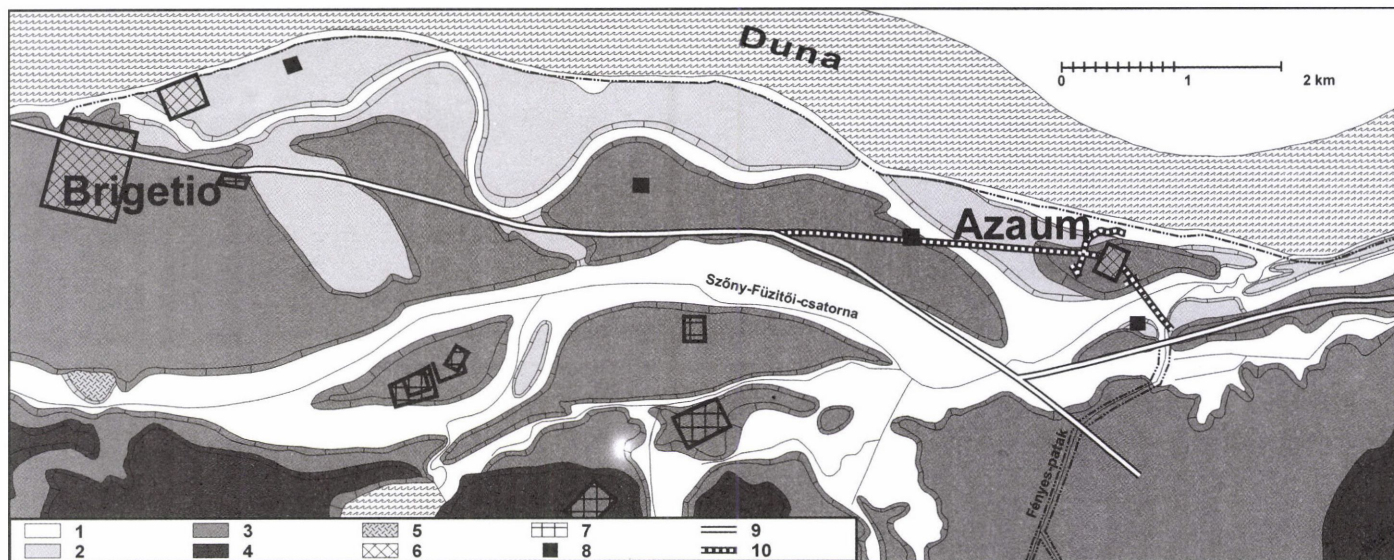 Duna
0 1 2 km
Brigetio
Azaum
Szőny-Füzitői-csatorna
Fényes-patak
1 3 5 7 9
2 4 6 8 10